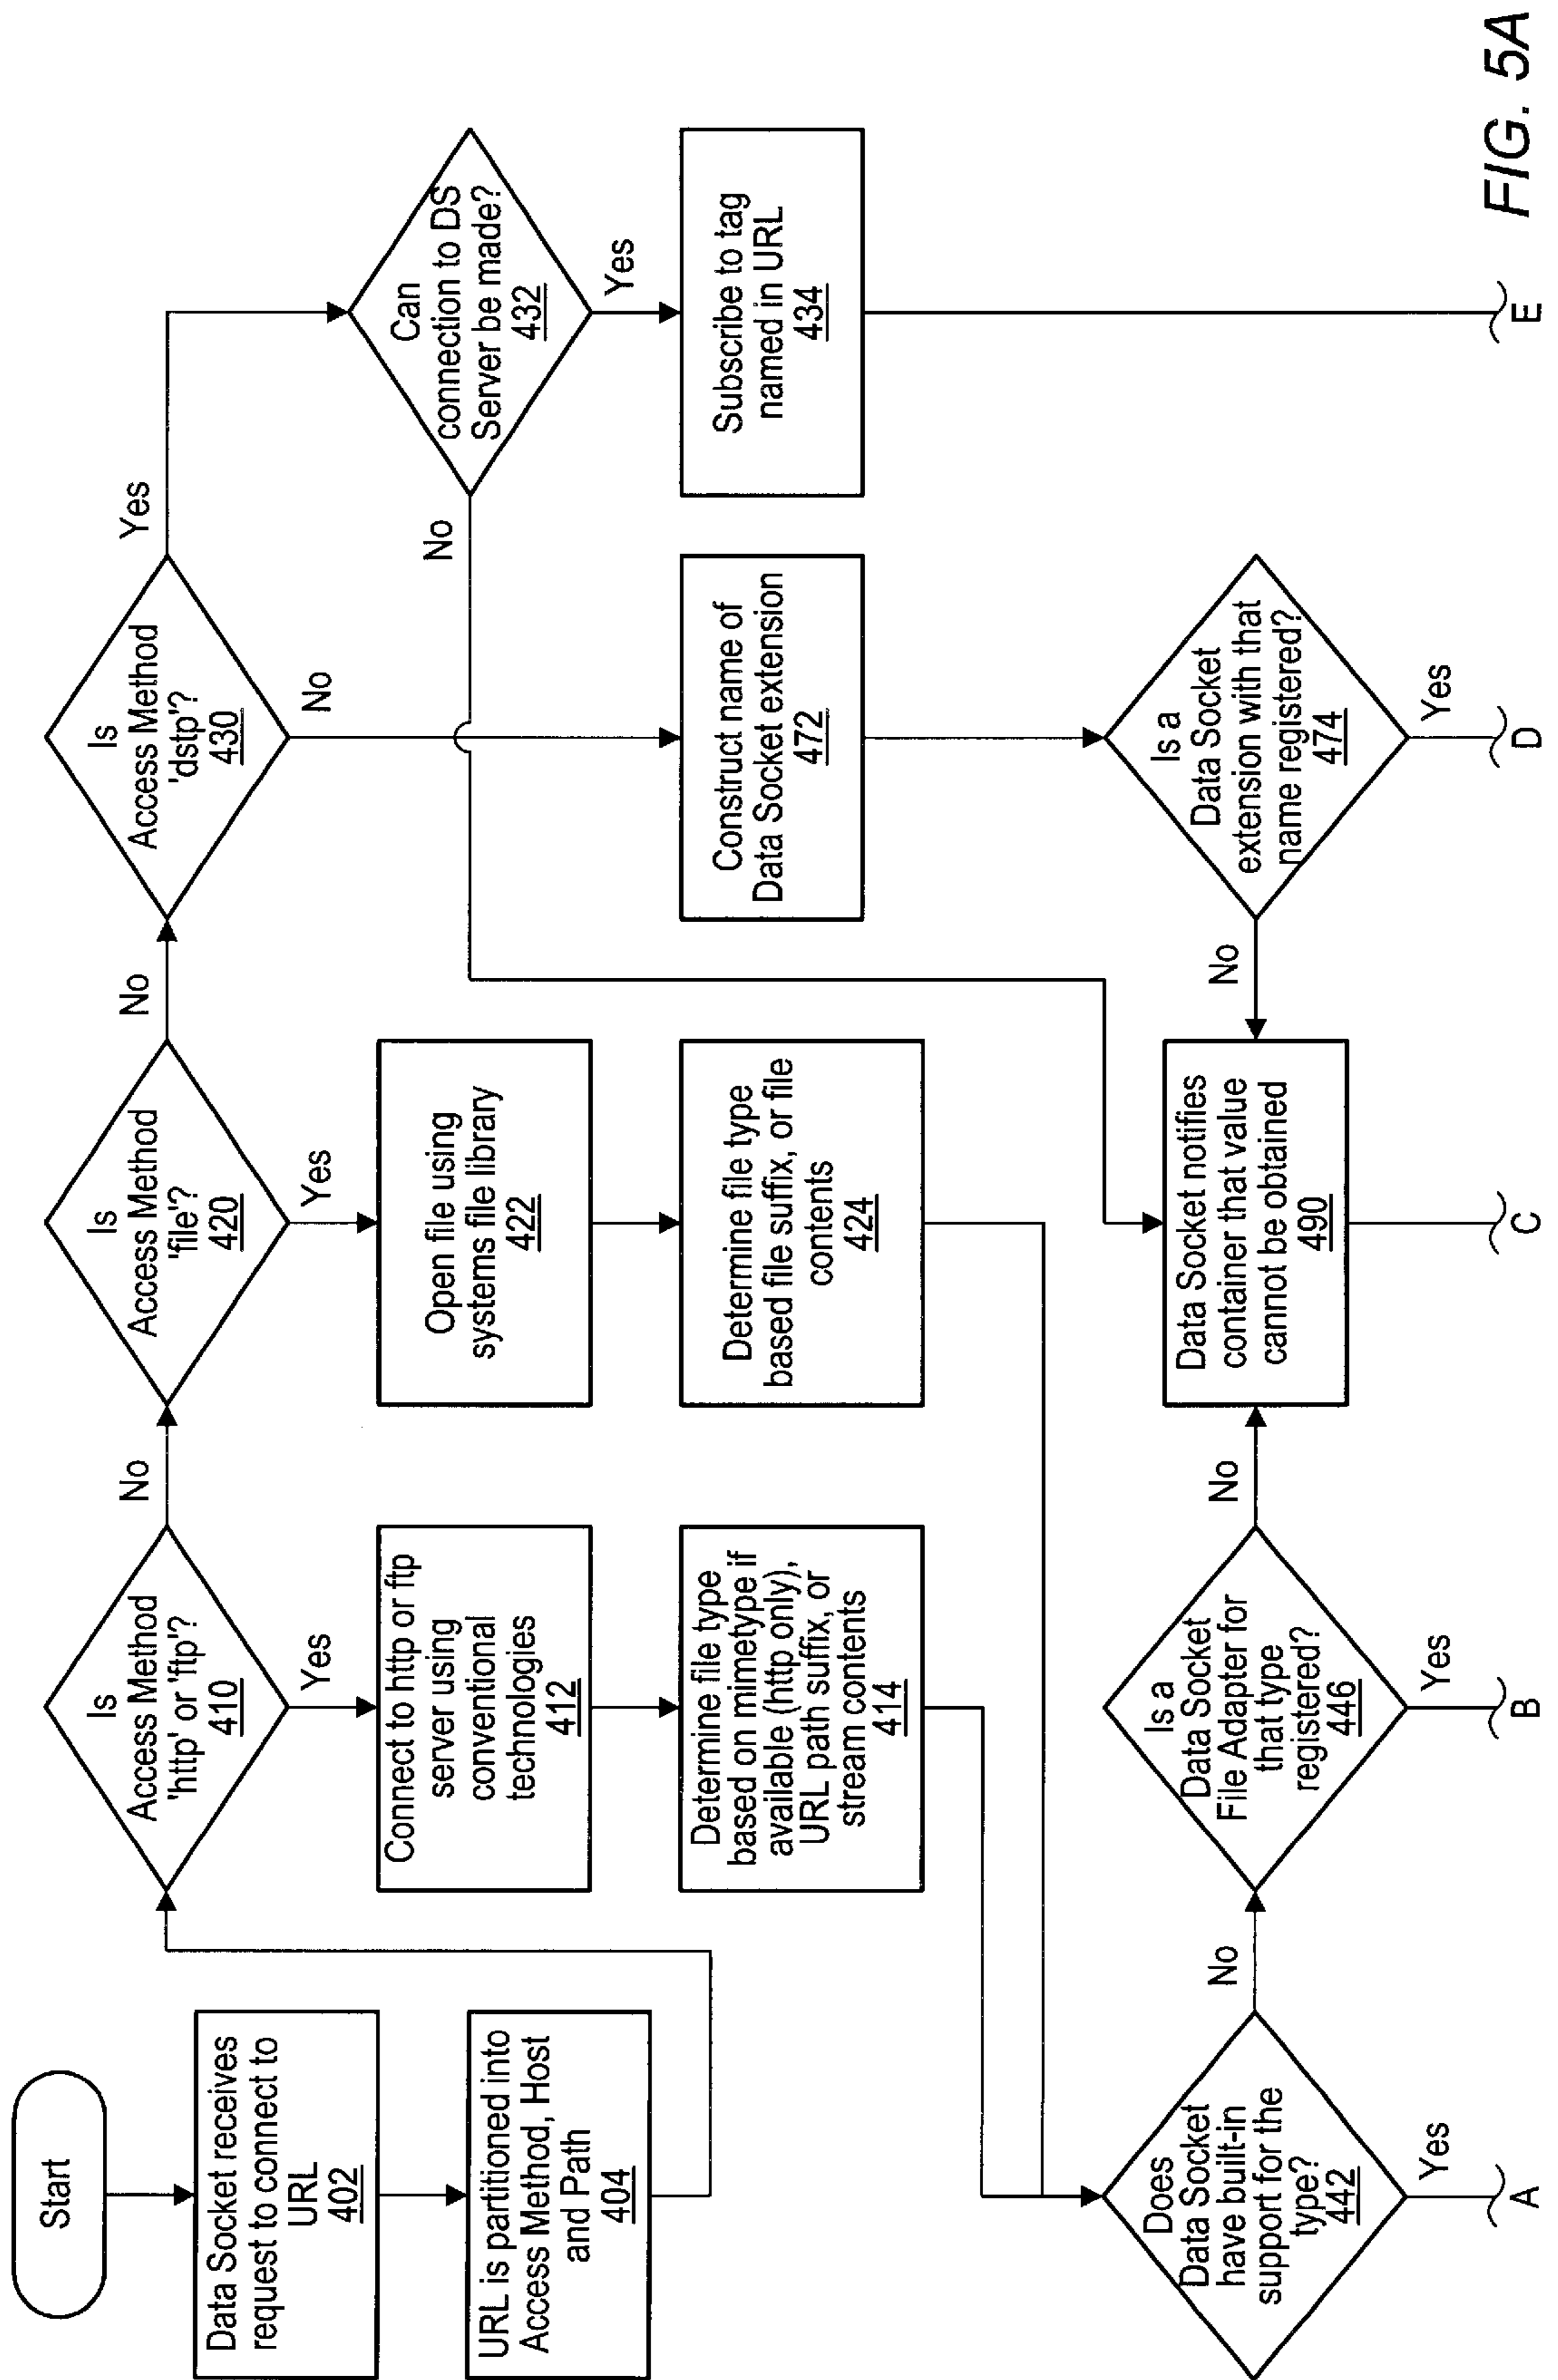 Start
Data Socket receives
request to connect to
URL
402
URL is partitioned into
Access Method, Host
and Path
404
Is
Access Method
'http' or 'ftp'?
410
No
Yes
Connect to http or ftp
server using
conventional
technologies
412
Determine file type
based on mimetype if
available (http only),
URL path suffix, or
stream contents
414
Is
Access Method
'file'?
420
No
Yes
Open file using
systems file library
422
Determine file type
based file suffix, or file
contents
424
Is
Access Method
'dstp'?
430
Yes
No
Can
connection to DS
Server be made?
432
No
Yes
Subscribe to tag
named in URL
434
E
Construct name of
Data Socket extension
472
Is a
Data Socket
extension with that
name registered?
474
No
Yes
D
Does
Data Socket
have built-in
support for the
type?
442
No
Yes
A
Is a
Data Socket
File Adapter for
that type
registered?
446
No
Yes
B
Data Socket notifies
container that value
cannot be obtained
490
C
FIG. 5A